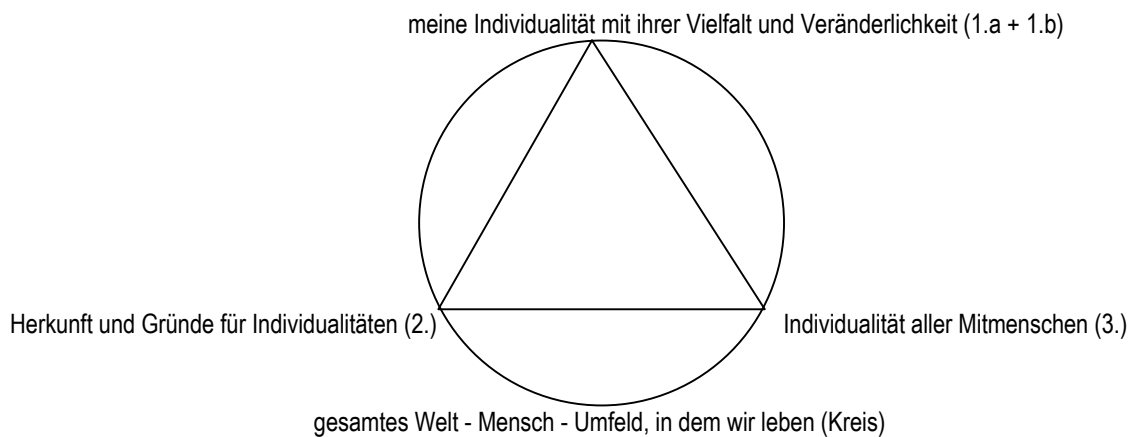 meine Individualität mit ihrer Vielfalt und Veränderlichkeit (1.a + 1.b)
Herkunft und Gründe für Individualitäten (2.)
Individualität aller Mitmenschen (3.)
gesamtes Welt - Mensch - Umfeld, in dem wir leben (Kreis)